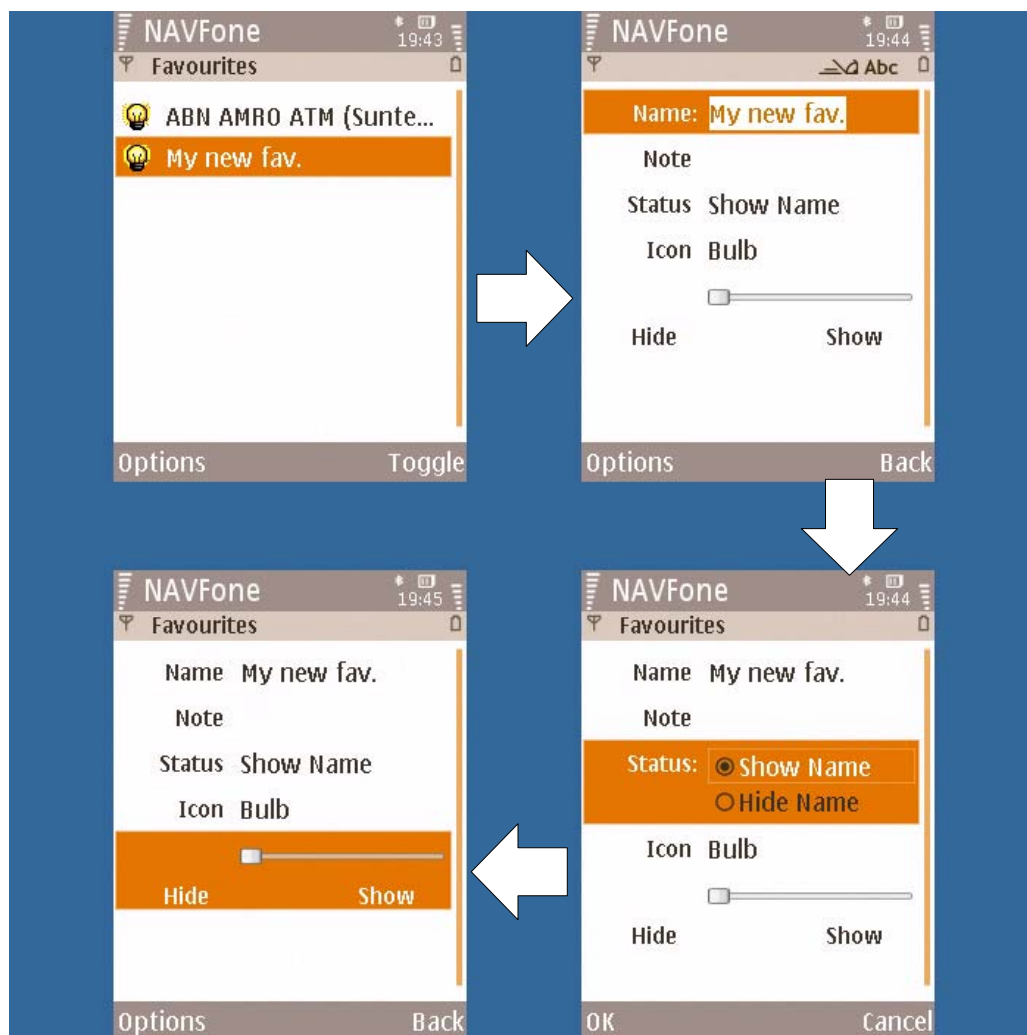 NAVFone
19:43
Favourites
ABN AMRO ATM (Sunte...
My new fav.
Options Toggle
NAVFone
19:44
Abc
Name: My new fav.
Note
Status Show Name
Icon Bulb
Hide Show
Options Back
NAVFone
19:44
Favourites
Name My new fav.
Note
Status: Show Name
Hide Name
Icon Bulb
Hide Show
OK Cancel
NAVFone
19:45
Favourites
Name My new fav.
Note
Status Show Name
Icon Bulb
Hide Show
Options Back